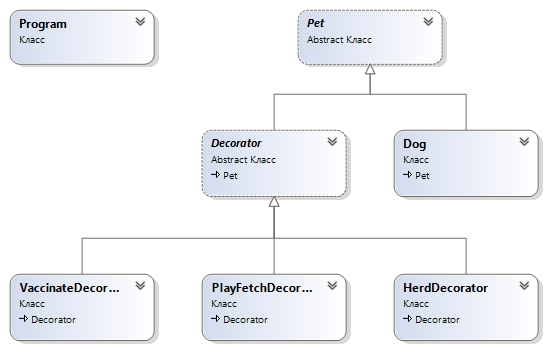 Program
Класс
Pet
Abstract Класс
Decorator
Abstract Класс
Pet
Dog
Класс
Pet
VaccinateDecor...
Класс
Decorator
PlayFetchDecor...
Класс
Decorator
HerdDecorator
Класс
Decorator